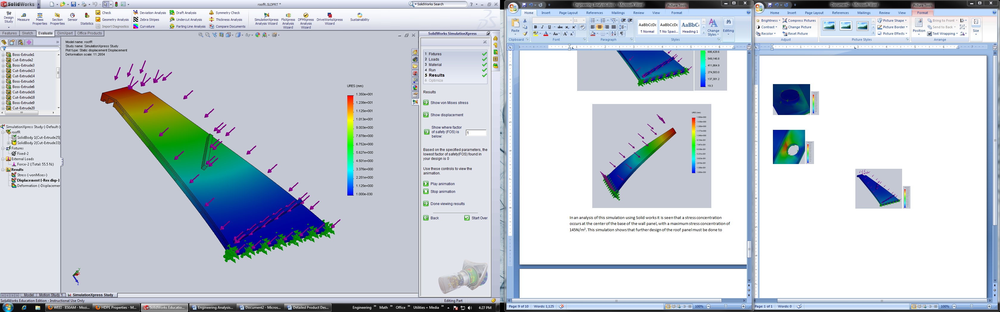 SolidWorks
roofR.SLDPRT *
SolidWorks Search
Design Study
Measure
Mass Properties
Section Properties
Sensor
Statistics
Check
Geometry Analysis
Import Diagnostics
Deviation Analysis
Zebra Stripes
Curvature
Draft Analysis
Undercut Analysis
Parting Line Analysis
Symmetry Check
Thickness Analysis
Compare Documents
SimulationXpress Analysis Wizard
FloXpress Analysis Wizard
DFMXpress Analysis Wizard
DriveWorksXpress Wizard
Sustainability
Features
Sketch
Evaluate
DimXpert
Office Products
Boss-Extrude1
Cut-Extrude2
Boss-Extrude3
Cut-Extrude13
Cut-Extrude14
Boss-Extrude5
Boss-Extrude6
Cut-Extrude16
Cut-Extrude18
Boss-Extrude9
Cut-Extrude20
SimulationXpress Study (-Default-)
roofR
SolidBody 1(Cut-Extrude25[
SolidBody 2(Cut-Extrude33)
Fixtures
Fixed-2
External Loads
Force-2 (:Total: 55.5 N:)
Results
Stress (-vonMises-)
Displacement (-Res disp-)
Deformation (-Displacemer
Model name: roofR
Study name: SimulationXpress Study
Plot type: Static displacement Displacement
Deformation scale: 11.2654
URES (mm)
1.350e+001
1.238e+001
1.125e+001
1.013e+001
9.003e+000
7.878e+000
6.752e+000
5.627e+000
4.501e+000
3.376e+000
2.251e+000
1.125e+000
1.000e-030
Y
X
Z
SolidWorks SimulationXpress
1 Fixtures
2 Loads
3 Material
4 Run
5 Results
6 Optimize
Results
Show von Mises stress
Show displacement
Show where factor
of safety (FOS) is
below:
1
Based on the specified parameters, the
lowest factor of safety(FOS) found in
your design is 0
Use these controls to view the
animation.
Play animation
Stop animation
Done viewing results
Back
Start Over
Model
Motion Study 1
SimulationXpress Study
SolidWorks Education Edition - Instructional Use Only
Editing Part
WEEI - 850AM - Mozi...
HDPE Properties - M...
SolidWorks Educatio...
Engineering Analysis...
Document2 - Micros...
Detailed Product Des...
Engineering
Math
Office
Utilities + Media
4:27 PM
Engineering Analysis.docx - Microsoft Word
Picture Tools
Home
Insert
Page Layout
References
Mailings
Review
View
Format
Paste
Clipboard
11
Font
Paragraph
AaBbCcDc
¶ Normal
AaBbCcDc
¶ No Spaci...
AaBbCc
Heading 1
Change Styles
Styles
Editing
686,428.6
549,146.8
411,864.9
274,583.0
137,301.2
19.3
URES (mm)
In an analysis of this simulation using Solid works it is seen that a stress concentration
occurs at the center of the base of the wall panel, with a maximum stress concentration of
145N/m². This simulation shows that further design of the roof panel must be done to
Page: 9 of 10
Words: 1,125
100%
Document2 - Microsoft Word
Picture Tools
Home
Insert
Page Layout
References
Mailings
Review
View
Format
Brightness
Contrast
Recolor
Compress Pictures
Change Picture
Reset Picture
Adjust
Picture Styles
Picture Shape
Picture Border
Picture Effects
Position
Bring to Front
Send to Back
Text Wrapping
Arrange
Size
Page: 1 of 1
Words: 0
100%